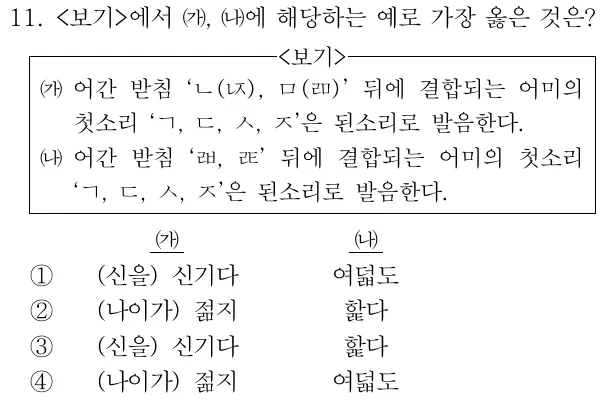 11. <보기>에서 ㈎, ㈏에 해당하는 예로 가장 옳은 것은?
<보기>
㈎ 어간 받침 ‘ㄴ(ㄵ), ㅁ(ㄻ)’ 뒤에 결합되는 어미의
첫소리 ‘ㄱ, ㄷ, ㅅ, ㅈ’은 된소리로 발음한다.
㈏ 어간 받침 ‘ㄼ, ㄾ’ 뒤에 결합되는 어미의 첫소리
‘ㄱ, ㄷ, ㅅ, ㅈ’은 된소리로 발음한다.
㈎ ㈏
① (신을) 신기다 여덟도
② (나이가) 젊지 핥다
③ (신을) 신기다 핥다
④ (나이가) 젊지 여덟도